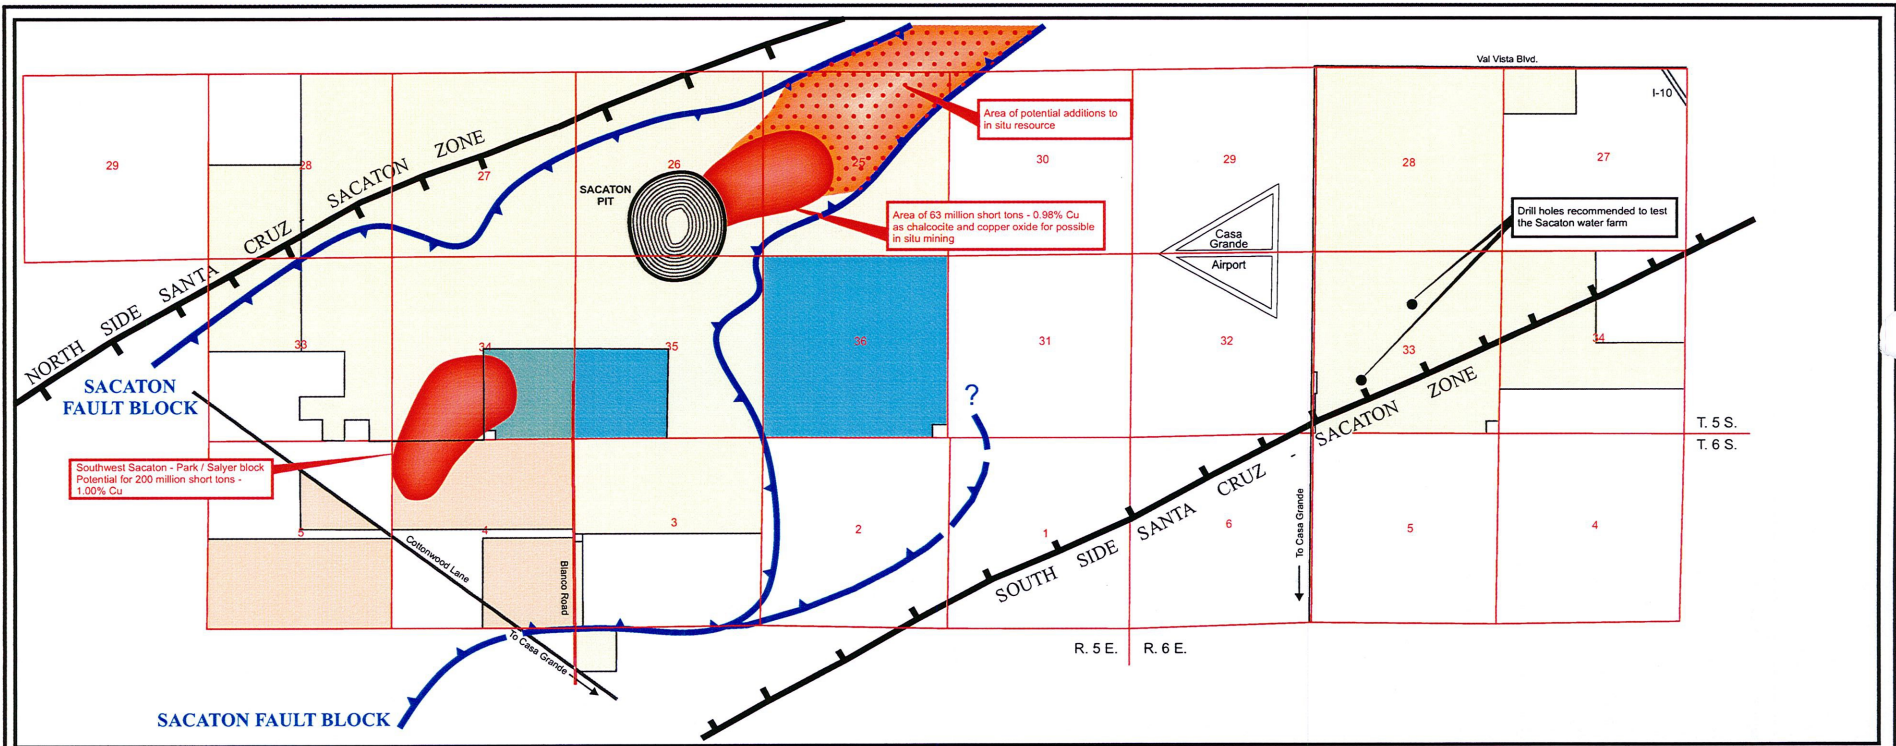 Val Vista Blvd.
I-10
Area of potential additions to
in situ resource
NORTH SIDE SANTA CRUZ - SACATON ZONE
29
28
27
26
25
30
29
28
27
SACATON
PIT
Area of 63 million short tons - 0.98% Cu
as chalcocite and copper oxide for possible
in situ mining
Casa
Grande
Airport
Drill holes recommended to test
the Sacaton water farm
33
34
35
36
31
32
33
34
SACATON
FAULT BLOCK
?
T. 5 S.
T. 6 S.
Southwest Sacaton - Park / Salyer block
Potential for 200 million short tons -
1.00% Cu
5
4
3
2
1
6
5
4
Cottonwood Lane
Blanco Road
To Casa Grande
To Casa Grande
SOUTH SIDE SANTA CRUZ - SACATON ZONE
R. 5 E.
R. 6 E.
SACATON FAULT BLOCK